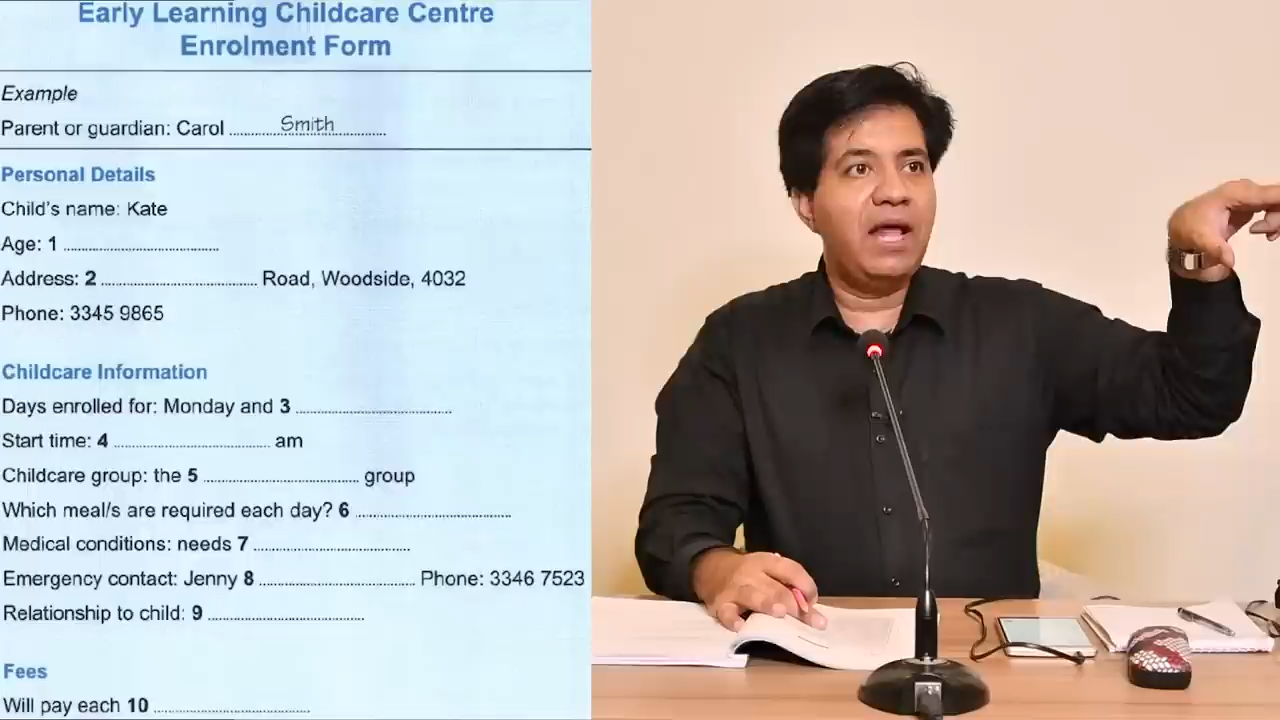 Early Learning Childcare Centre
Enrolment Form
Example
Parent or guardian: Carol ........Smith........
Personal Details
Child's name: Kate
Age: 1 ................
Address: 2 ................ Road, Woodside, 4032
Phone: 3345 9865
Childcare Information
Days enrolled for: Monday and 3 ................
Start time: 4 ................ am
Childcare group: the 5 ................ group
Which meal/s are required each day? 6 ................
Medical conditions: needs 7 ................
Emergency contact: Jenny 8 ................ Phone: 3346 7523
Relationship to child: 9 ................
Fees
Will pay each 10 ................